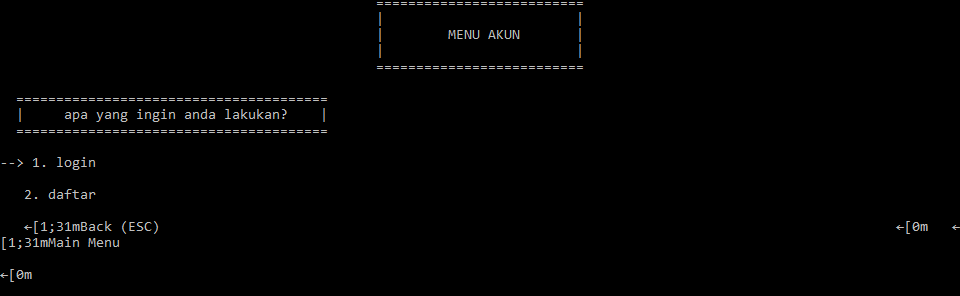 ==========================
|                        |
|        MENU AKUN       |
|                        |
==========================
=======================================
|     apa yang ingin anda lakukan?    |
=======================================
--> 1. login
2. daftar
←[1;31mBack (ESC) ←[0m ←
[1;31mMain Menu
←[0m